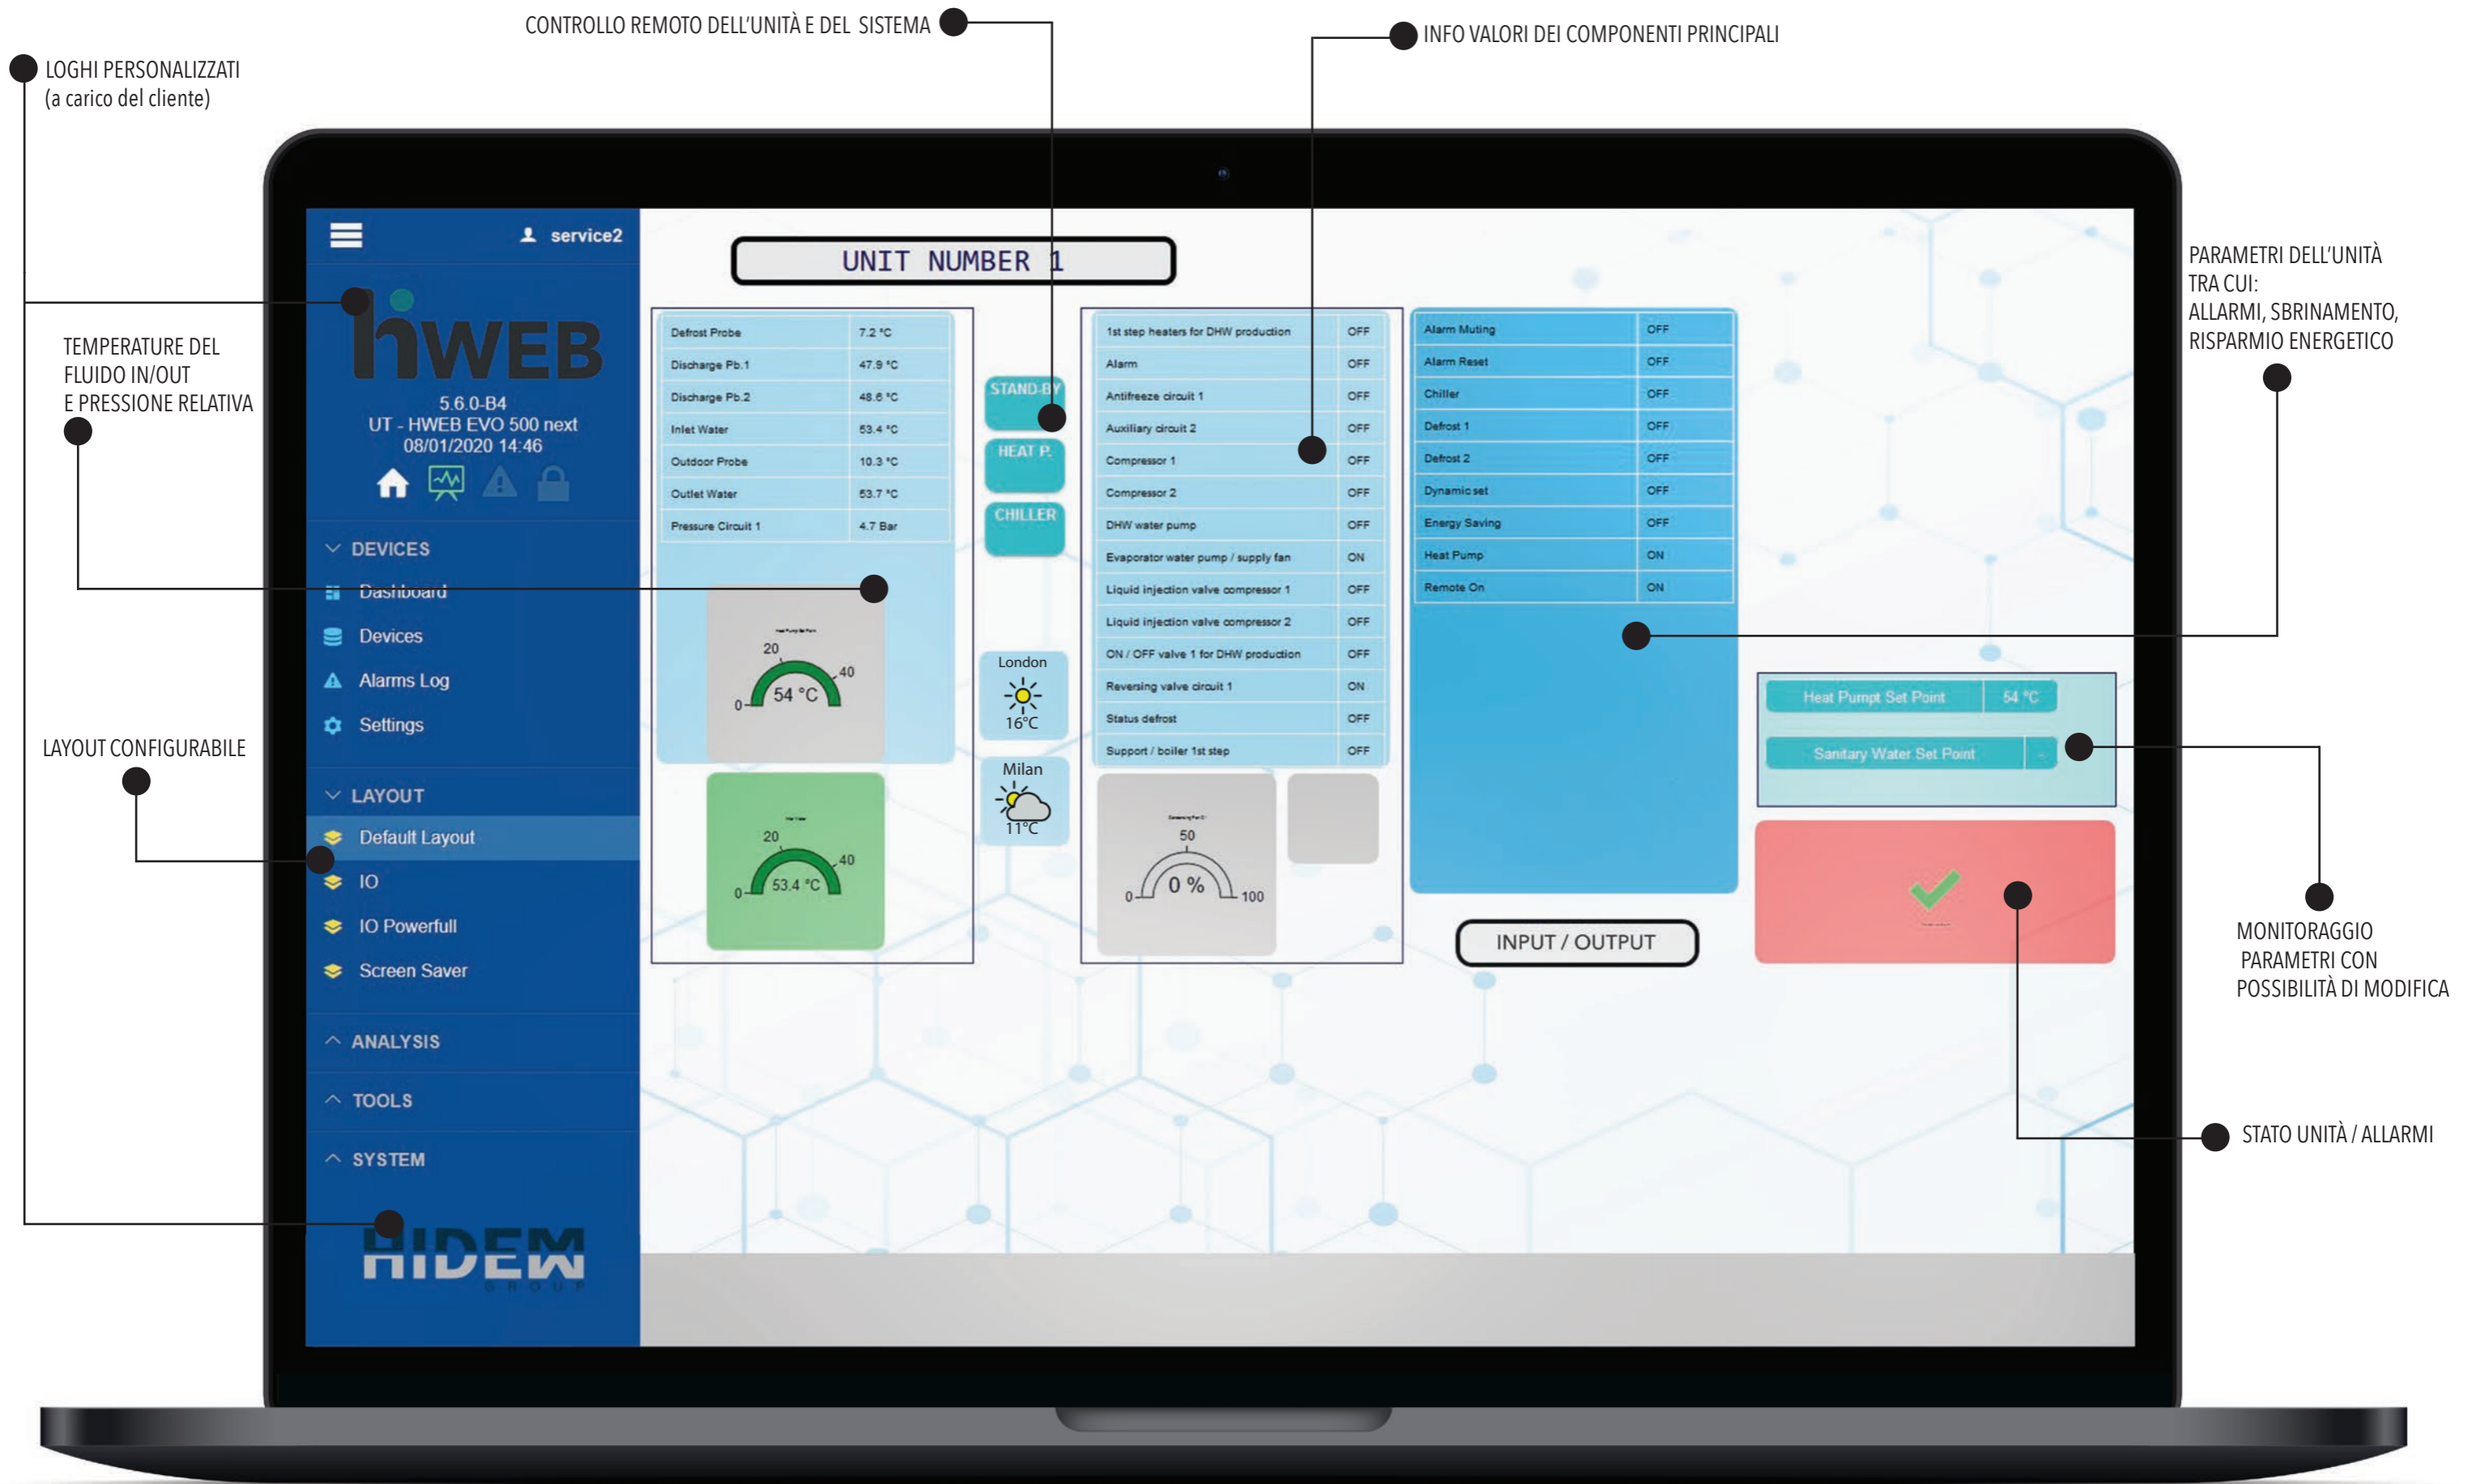 CONTROLLO REMOTO DELL'UNITÀ E DEL SISTEMA
INFO VALORI DEI COMPONENTI PRINCIPALI
LOGHI PERSONALIZZATI
(a carico del cliente)
TEMPERATURE DEL
FLUIDO IN/OUT
E PRESSIONE RELATIVA
LAYOUT CONFIGURABILE
service2
hWEB
5.6.0-B4
UT - HWEB EVO 500 next
08/01/2020 14:46
DEVICES
Dashboard
Devices
Alarms Log
Settings
LAYOUT
Default Layout
IO
IO Powerfull
Screen Saver
ANALYSIS
TOOLS
SYSTEM
HIDEW
GROUP
UNIT NUMBER 1
Defrost Probe 7.2 °C
Discharge Pb.1 47.9 °C
Discharge Pb.2 48.6 °C
Inlet Water 53.4 °C
Outdoor Probe 10.3 °C
Outlet Water 53.7 °C
Pressure Circuit 1 4.7 Bar
Heat Pump Set Point
20
40
0
54 °C
20
40
0
53.4 °C
STAND-BY
HEAT P.
CHILLER
London
16°C
Milan
11°C
1st step heaters for DHW production OFF
Alarm OFF
Antifreeze circuit 1 OFF
Auxiliary circuit 2 OFF
Compressor 1 OFF
Compressor 2 OFF
DHW water pump OFF
Evaporator water pump / supply fan ON
Liquid injection valve compressor 1 OFF
Liquid injection valve compressor 2 OFF
ON / OFF valve 1 for DHW production OFF
Reversing valve circuit 1 ON
Status defrost OFF
Support / boiler 1st step OFF
50
0 % 
0
100
Alarm Muting OFF
Alarm Reset OFF
Chiller OFF
Defrost 1 OFF
Defrost 2 OFF
Dynamic set OFF
Energy Saving OFF
Heat Pump ON
Remote On ON
INPUT / OUTPUT
Heat Pumpt Set Point 54 °C
Sanitary Water Set Point -
PARAMETRI DELL'UNITÀ
TRA CUI:
ALLARMI, SBRINAMENTO,
RISPARMIO ENERGETICO
MONITORAGGIO
PARAMETRI CON
POSSIBILITÀ DI MODIFICA
STATO UNITÀ / ALLARMI